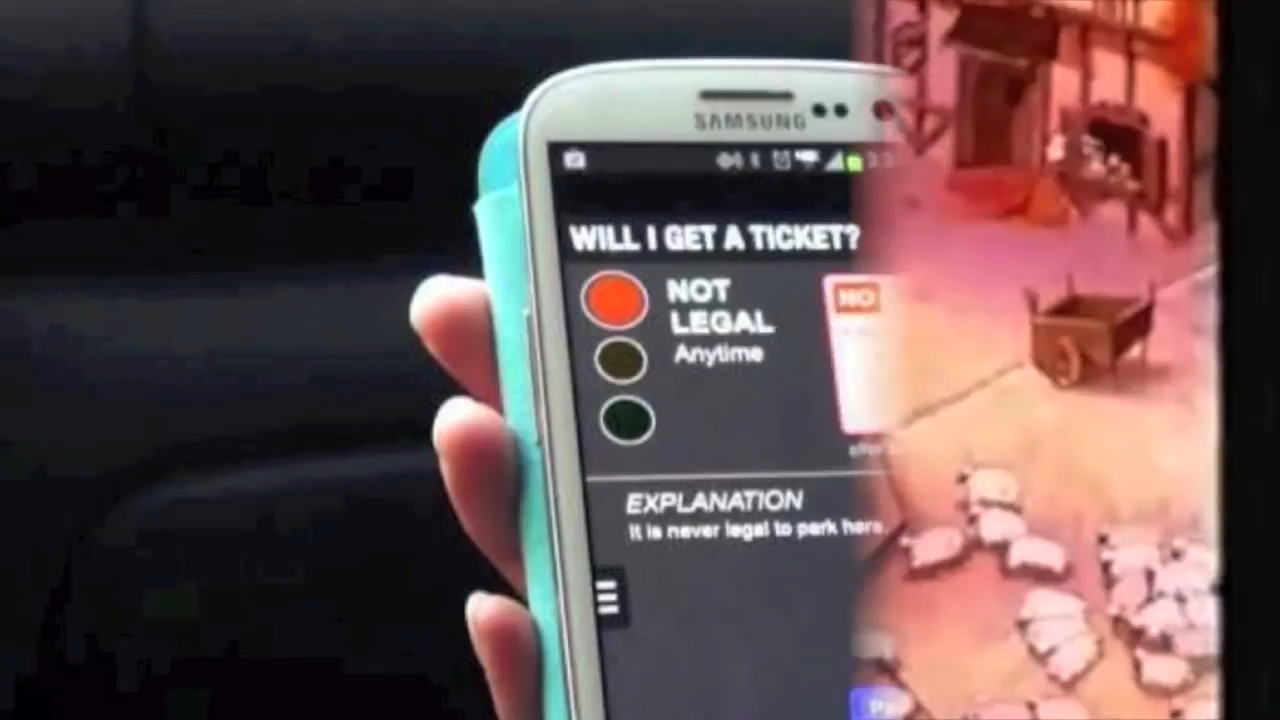 SAMSUNG
WILL I GET A TICKET?
NOT
LEGAL
Anytime
NO
EXPLANATION
It is never legal to park here